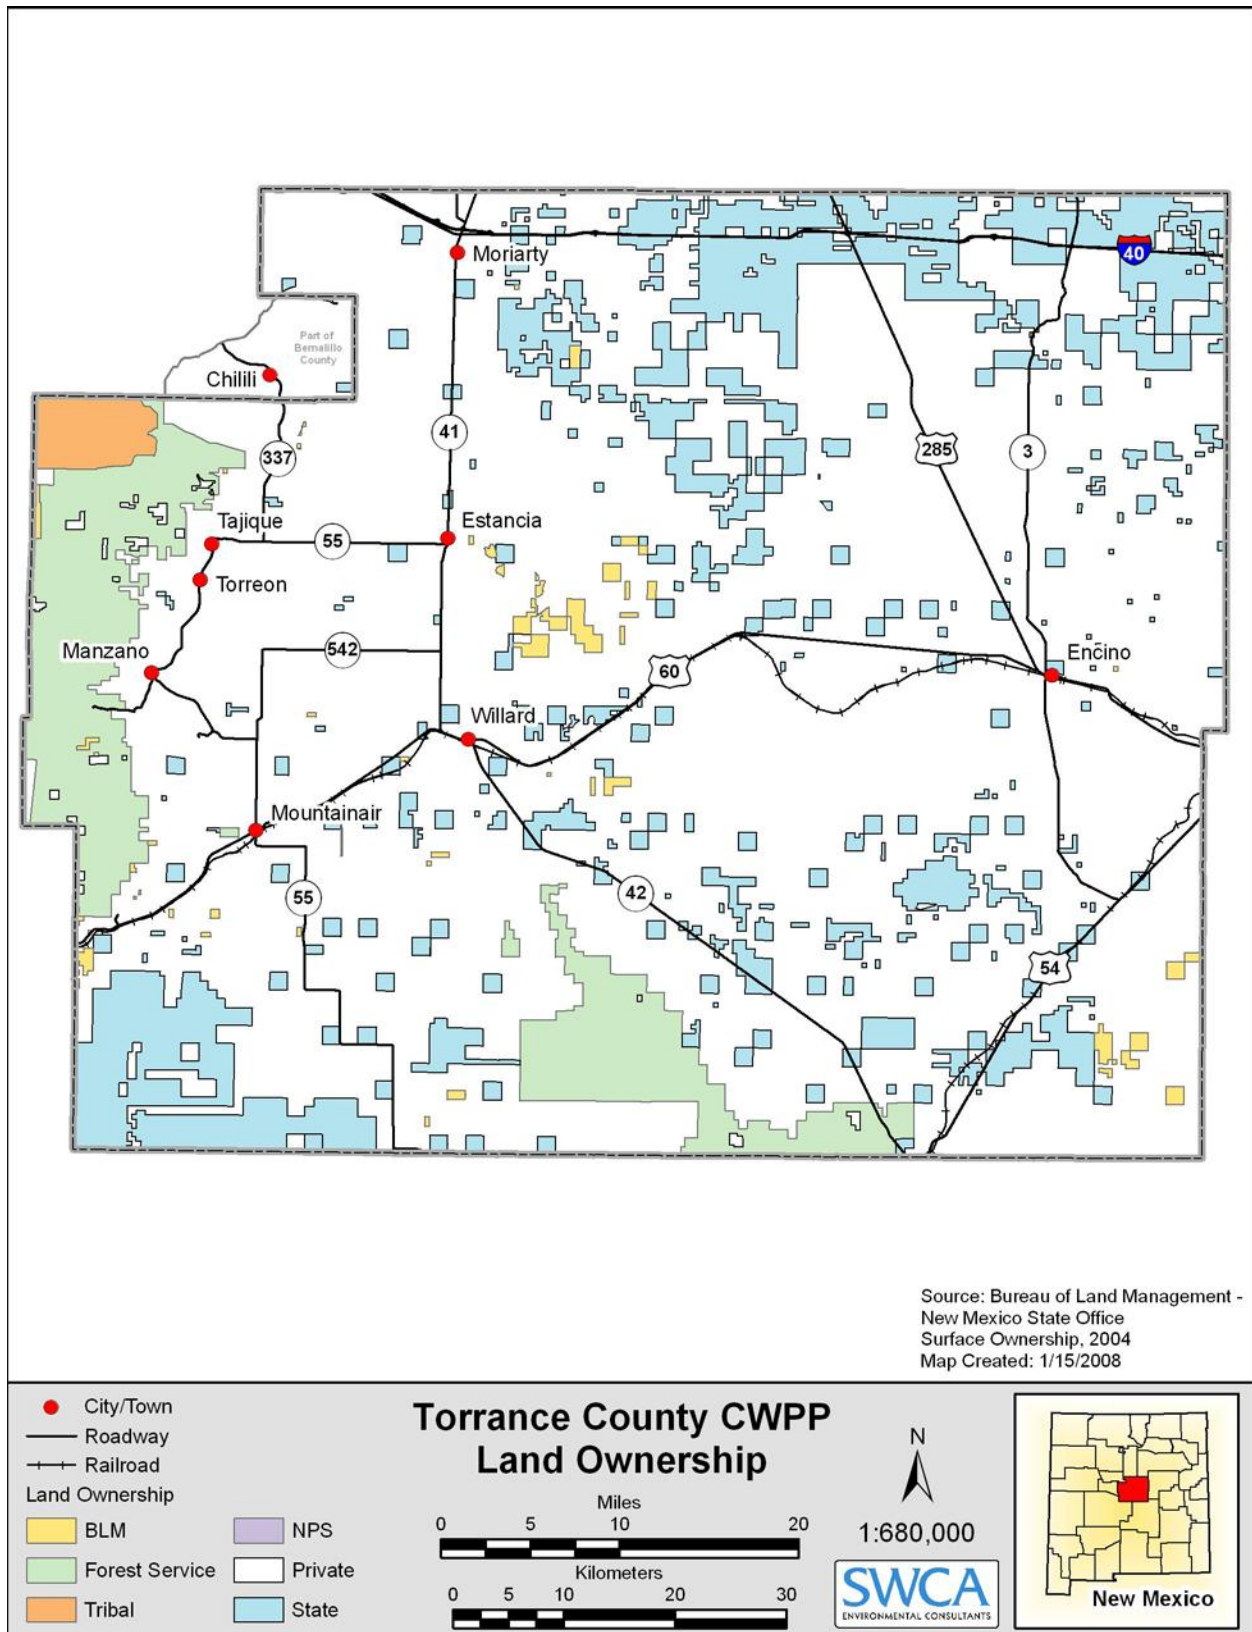 Moriarty
40
Part of
Bernalillo
County
Chilili
41
285
3
337
Tajique
Estancia
55
Torreon
542
Manzano
Encino
60
Willard
Mountainair
55
42
54
Source: Bureau of Land Management -
New Mexico State Office
Surface Ownership, 2004
Map Created: 1/15/2008
City/Town
Roadway
Railroad
Land Ownership
BLM
NPS
Forest Service
Private
Tribal
State
Torrance County CWPP
Land Ownership
Miles
0 5 10 20
Kilometers
0 5 10 20 30
N
1:680,000
SWCA
ENVIRONMENTAL CONSULTANTS
New Mexico